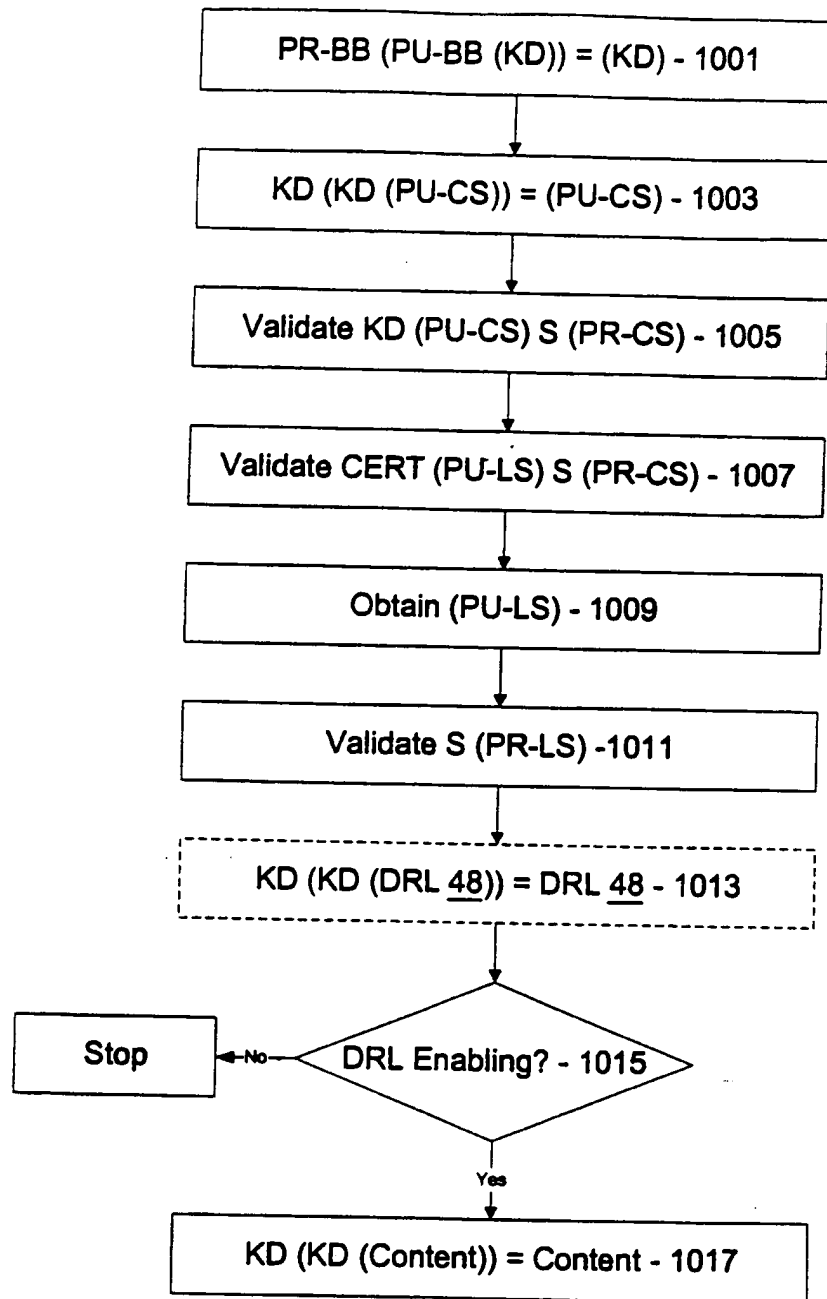 PR-BB (PU-BB (KD)) = (KD) - 1001
KD (KD (PU-CS)) = (PU-CS) - 1003
Validate KD (PU-CS) S (PR-CS) - 1005
Validate CERT (PU-LS) S (PR-CS) - 1007
Obtain (PU-LS) - 1009
Validate S (PR-LS) -1011
KD (KD (DRL 48)) = DRL 48 - 1013
DRL Enabling? - 1015
No
Stop
Yes
KD (KD (Content)) = Content - 1017